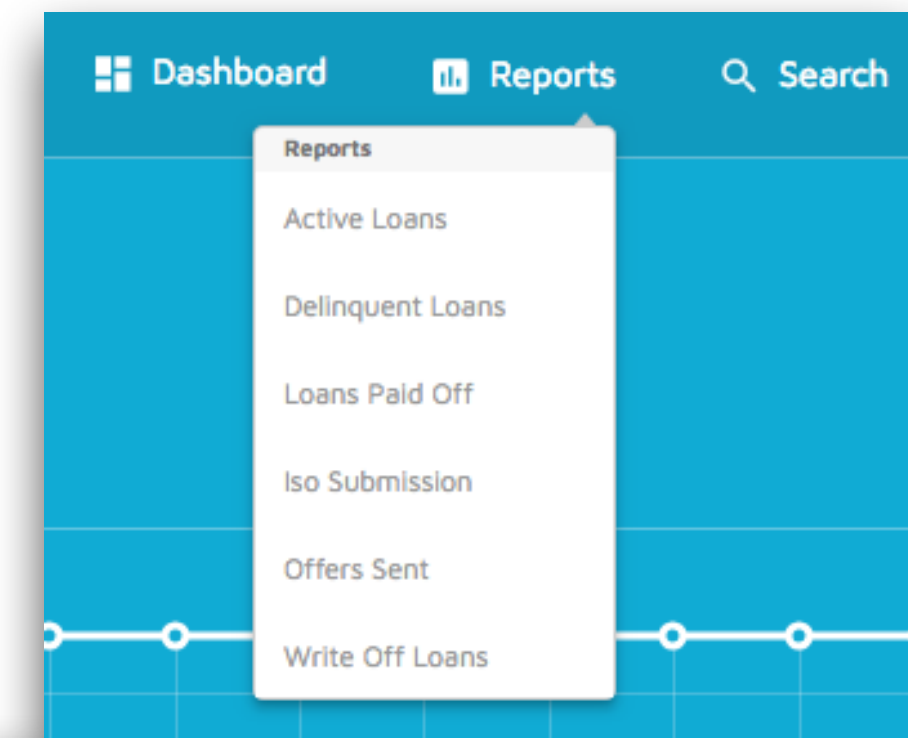 Dashboard Reports Search
Reports
Active Loans
Delinquent Loans
Loans Paid Off
Iso Submission
Offers Sent
Write Off Loans